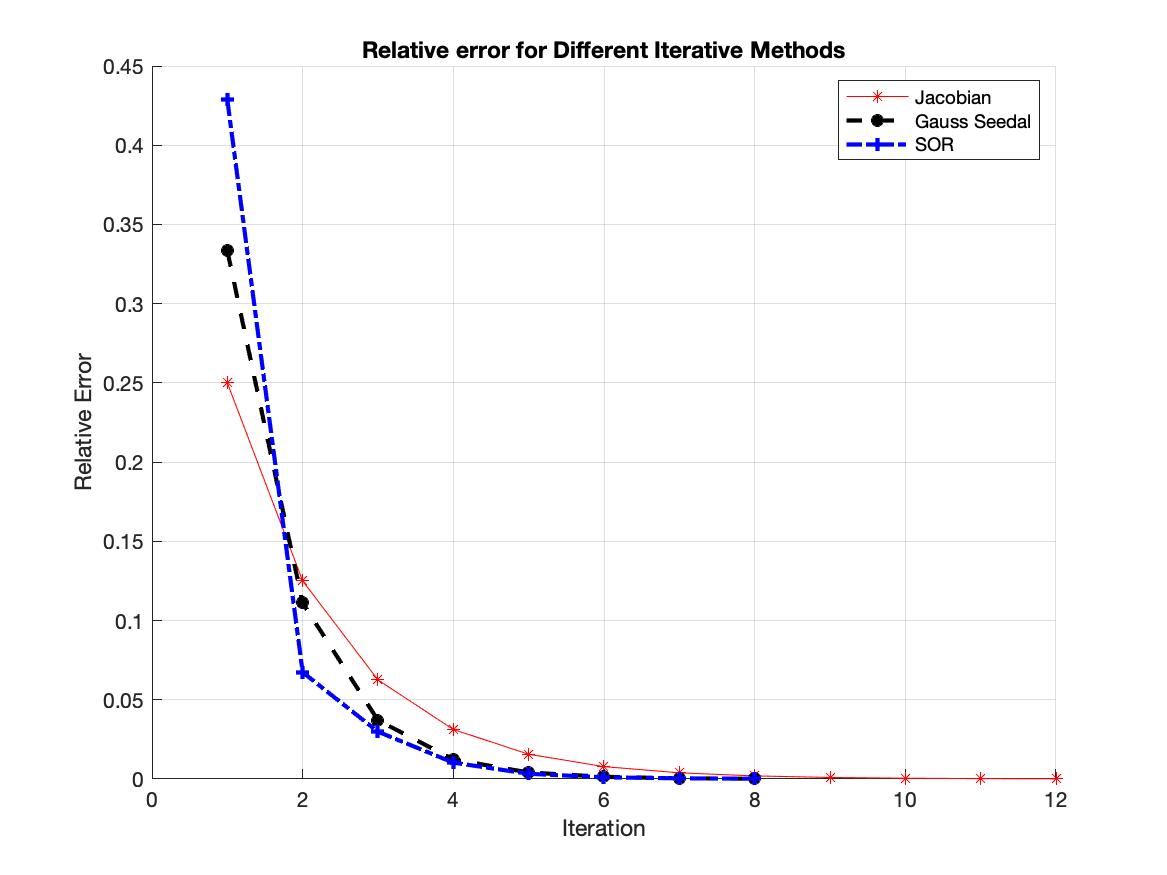 Relative error for Different Iterative Methods
0.45
0.4
0.35
0.3
0.25
0.2
0.15
0.1
0.05
0
Relative Error
Jacobian
Gauss Seedal
SOR
0 2 4 6 8 10 12
Iteration